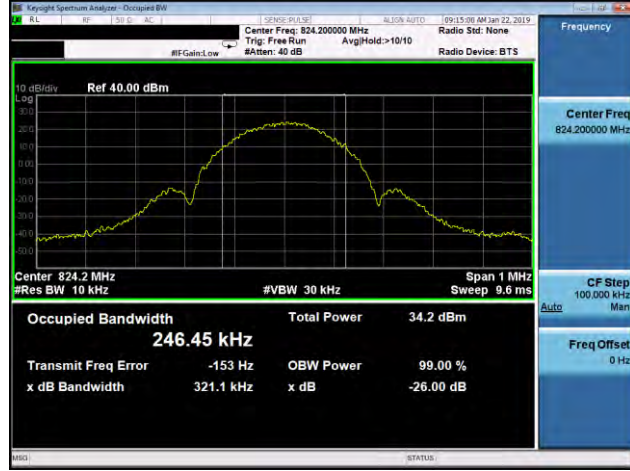 Keysight Spectrum Analyzer - Occupied BW
RL RF 50 Ω AC SENSE:PULSE ALIGN AUTO 09:15:00 AM Jan 22, 2019
Center Freq: 824.200000 MHz Radio Std: None
Trig: Free Run Avg|Hold:>10/10
#IFGain:Low #Atten: 40 dB Radio Device: BTS
Frequency
10 dB/div Ref 40.00 dBm
Log
30.0
20.0
10.0
0.00
-10.0
-20.0
-30.0
-40.0
-50.0
Center 824.2 MHz Span 1 MHz
#Res BW 10 kHz #VBW 30 kHz Sweep 9.6 ms
Center Freq
824.200000 MHz
CF Step
100.000 kHz
Auto Man
Freq Offset
0 Hz
Occupied Bandwidth Total Power 34.2 dBm
246.45 kHz
Transmit Freq Error -153 Hz OBW Power 99.00 %
x dB Bandwidth 321.1 kHz x dB -26.00 dB
MSG STATUS